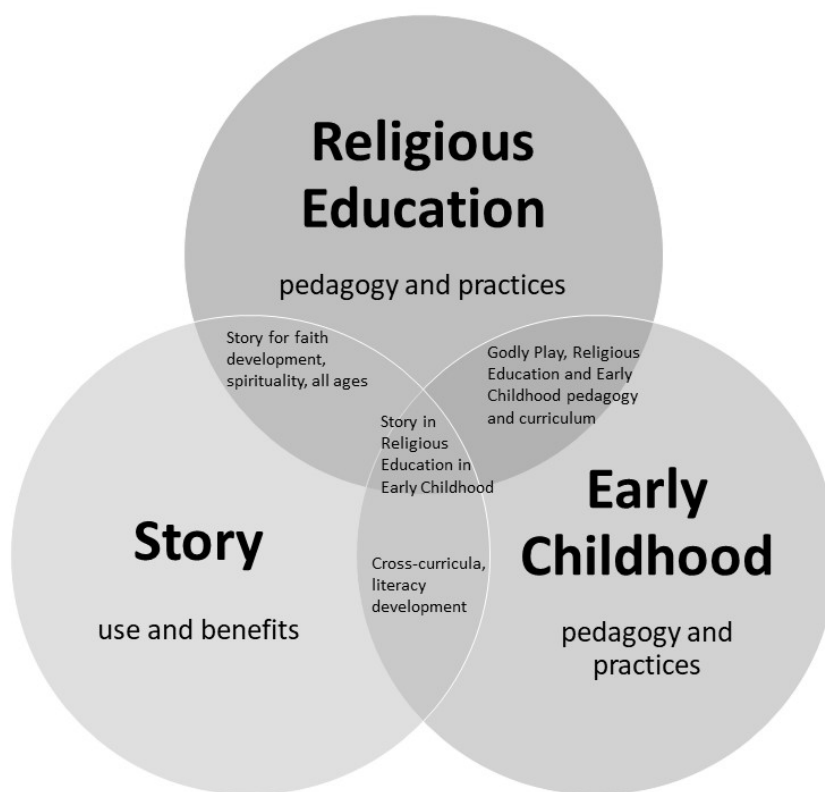 Religious
Education
pedagogy and practices
Story for faith
development,
spirituality, all ages
Godly Play, Religious
Education and Early
Childhood pedagogy
and curriculum
Story in
Religious
Education in
Early Childhood
Story
use and benefits
Cross-curricula,
literacy
development
Early
Childhood
pedagogy and
practices